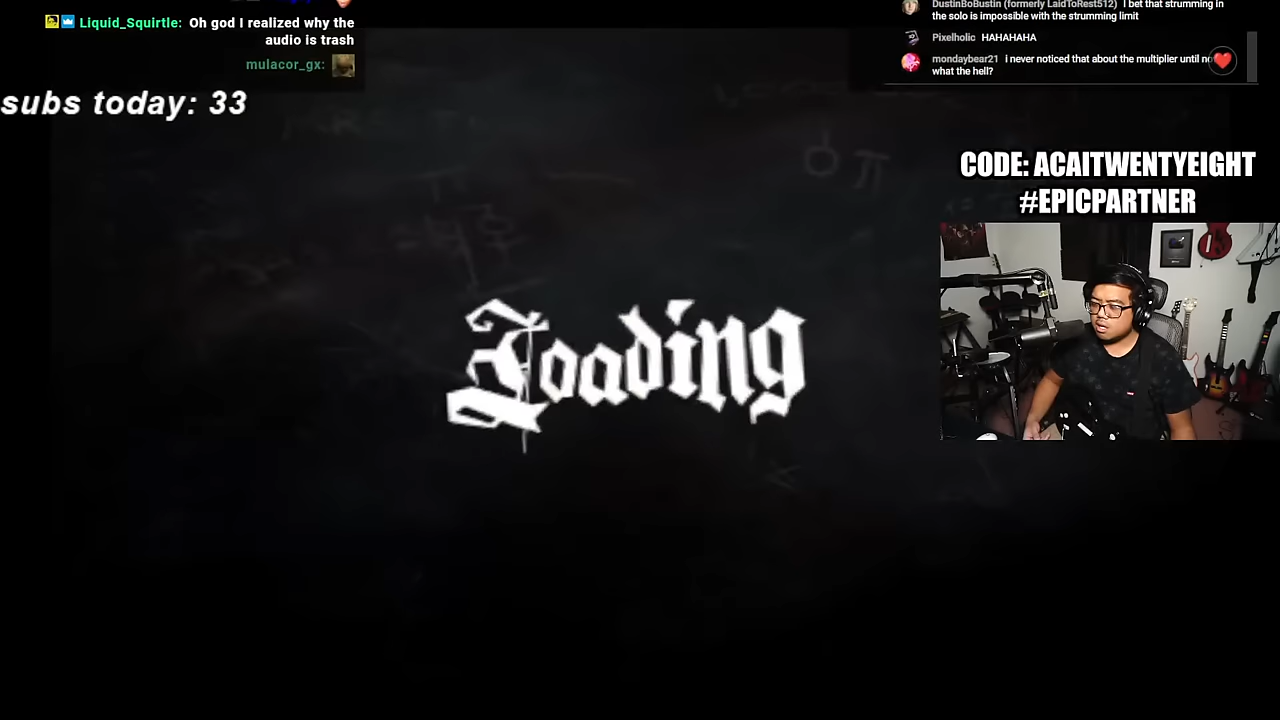 Liquid_Squirtle: Oh god I realized why the
audio is trash
mulacor_gx:
subs today: 33
DustinBoBustin (formerly LaidToRest512) I bet that strumming in
the solo is impossible with the strumming limit
Pixelholic HAHAHAHA
mondaybear21 i never noticed that about the multiplier until
what the hell?
CODE: ACAITWENTYEIGHT
#EPICPARTNER
Loading
π